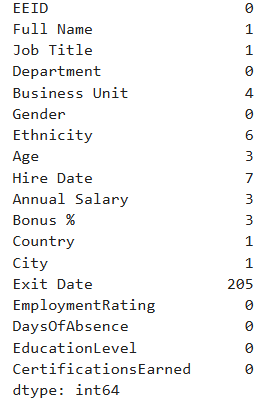 EEID 0
Full Name 1
Job Title 1
Department 0
Business Unit 4
Gender 0
Ethnicity 6
Age 3
Hire Date 7
Annual Salary 3
Bonus % 3
Country 1
City 1
Exit Date 205
EmploymentRating 0
DaysOfAbsence 0
EducationLevel 0
CertificationsEarned 0
dtype: int64